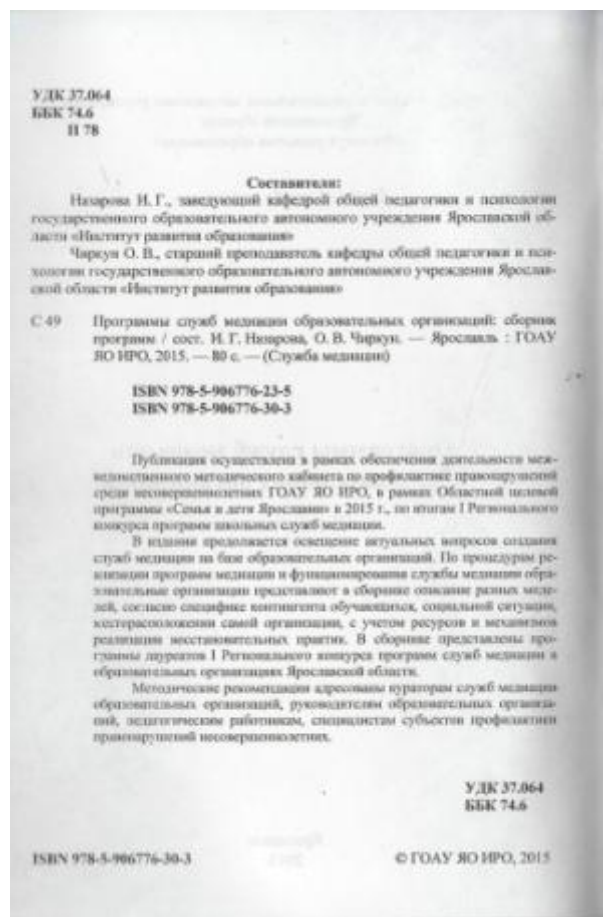 УДК 37.064
ББК 74.6
П 78
Составители:
Назарова И. Г., заведующий кафедрой общей педагогики и психологии
государственного образовательного автономного учреждения Ярославской об-
ласти «Институт развития образования»
Чиркун О. В., старший преподаватель кафедры общей педагогики и пси-
хологии государственного образовательного автономного учреждения Ярослав-
ской области «Институт развития образования»
С 49 Программы служб медиации образовательных организаций: сборник
программ / сост. И. Г. Назарова, О. В. Чиркун. — Ярославль : ГОАУ
ЯО ИРО, 2015. — 80 с. — (Служба медиации)
ISBN 978-5-906776-23-5
ISBN 978-5-906776-30-3
Публикация осуществлена в рамках обеспечения деятельности меж-
ведомственного методического кабинета по профилактике правонарушений
среди несовершеннолетних ГОАУ ЯО ИРО, в рамках Областной целевой
программы «Семья и дети Ярославии» в 2015 г., по итогам I Регионального
конкурса программ школьных служб медиации.
В издании продолжается освещение актуальных вопросов создания
служб медиации на базе образовательных организаций. По процедурам ре-
ализации программ медиации и функционирования службы медиации обра-
зовательные организации представляют в сборнике описание разных моде-
лей, согласно специфике контингента обучающихся, социальной ситуации,
месторасположении самой организации, с учетом ресурсов и механизмов
реализации восстановительных практик. В сборнике представлены про-
граммы лауреатов I Регионального конкурса программ служб медиации в
образовательных организациях Ярославской области.
Методические рекомендации адресованы кураторам служб медиации
образовательных организаций, руководителям образовательных организа-
ций, педагогическим работникам, специалистам субъектов профилактики
правонарушений несовершеннолетних.
УДК 37.064
ББК 74.6
ISBN 978-5-906776-30-3
© ГОАУ ЯО ИРО, 2015